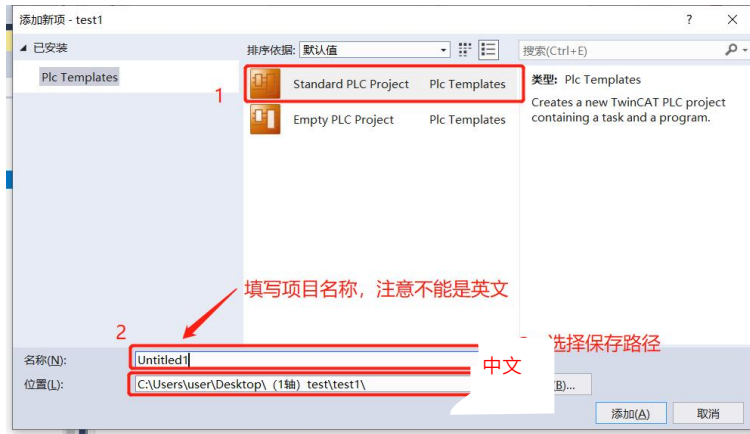 添加新项 - test1
? ×
已安装
排序依据: 默认值
搜索(Ctrl+E)
Plc Templates
1
Standard PLC Project Plc Templates
Empty PLC Project Plc Templates
类型: Plc Templates
Creates a new TwinCAT PLC project
containing a task and a program.
填写项目名称，注意不能是英文
2
选择保存路径
名称(N): Untitled1
中文
位置(L): C:\Users\user\Desktop\ (1轴) test\test1\
(B)...
添加(A) 取消